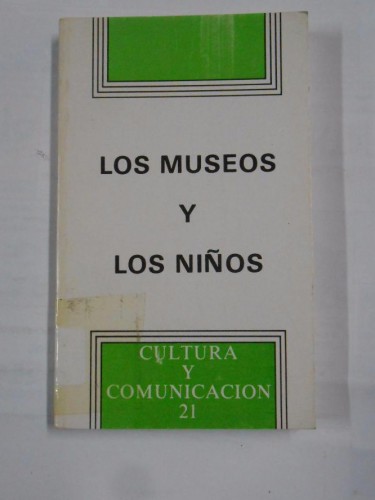 LOS MUSEOS
Y
LOS NIÑOS
CULTURA
Y
COMUNICACION
21